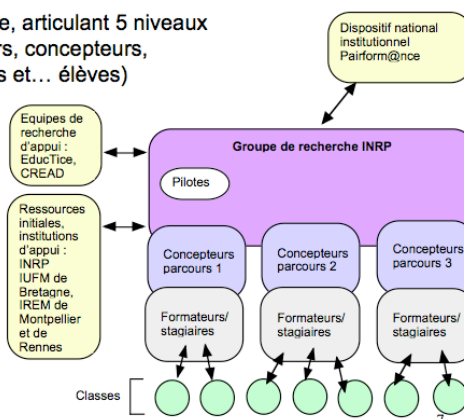 e, articulant 5 niveaux
rs, concepteurs,
s et… élèves)
Dispositif national
institutionnel
Pairform@nce
Equipes de
recherche
d'appui :
EducTice,
CREAD
Groupe de recherche INRP
Pilotes
Ressources
initiales,
institutions
d'appui :
INRP
IUFM de
Bretagne,
IREM de
Montpellier
et de
Rennes
Concepteurs
parcours 1
Concepteurs
parcours 2
Concepteurs
parcours 3
Formateurs/
stagiaires
Formateurs/
stagiaires
Formateurs/
stagiaires
Classes